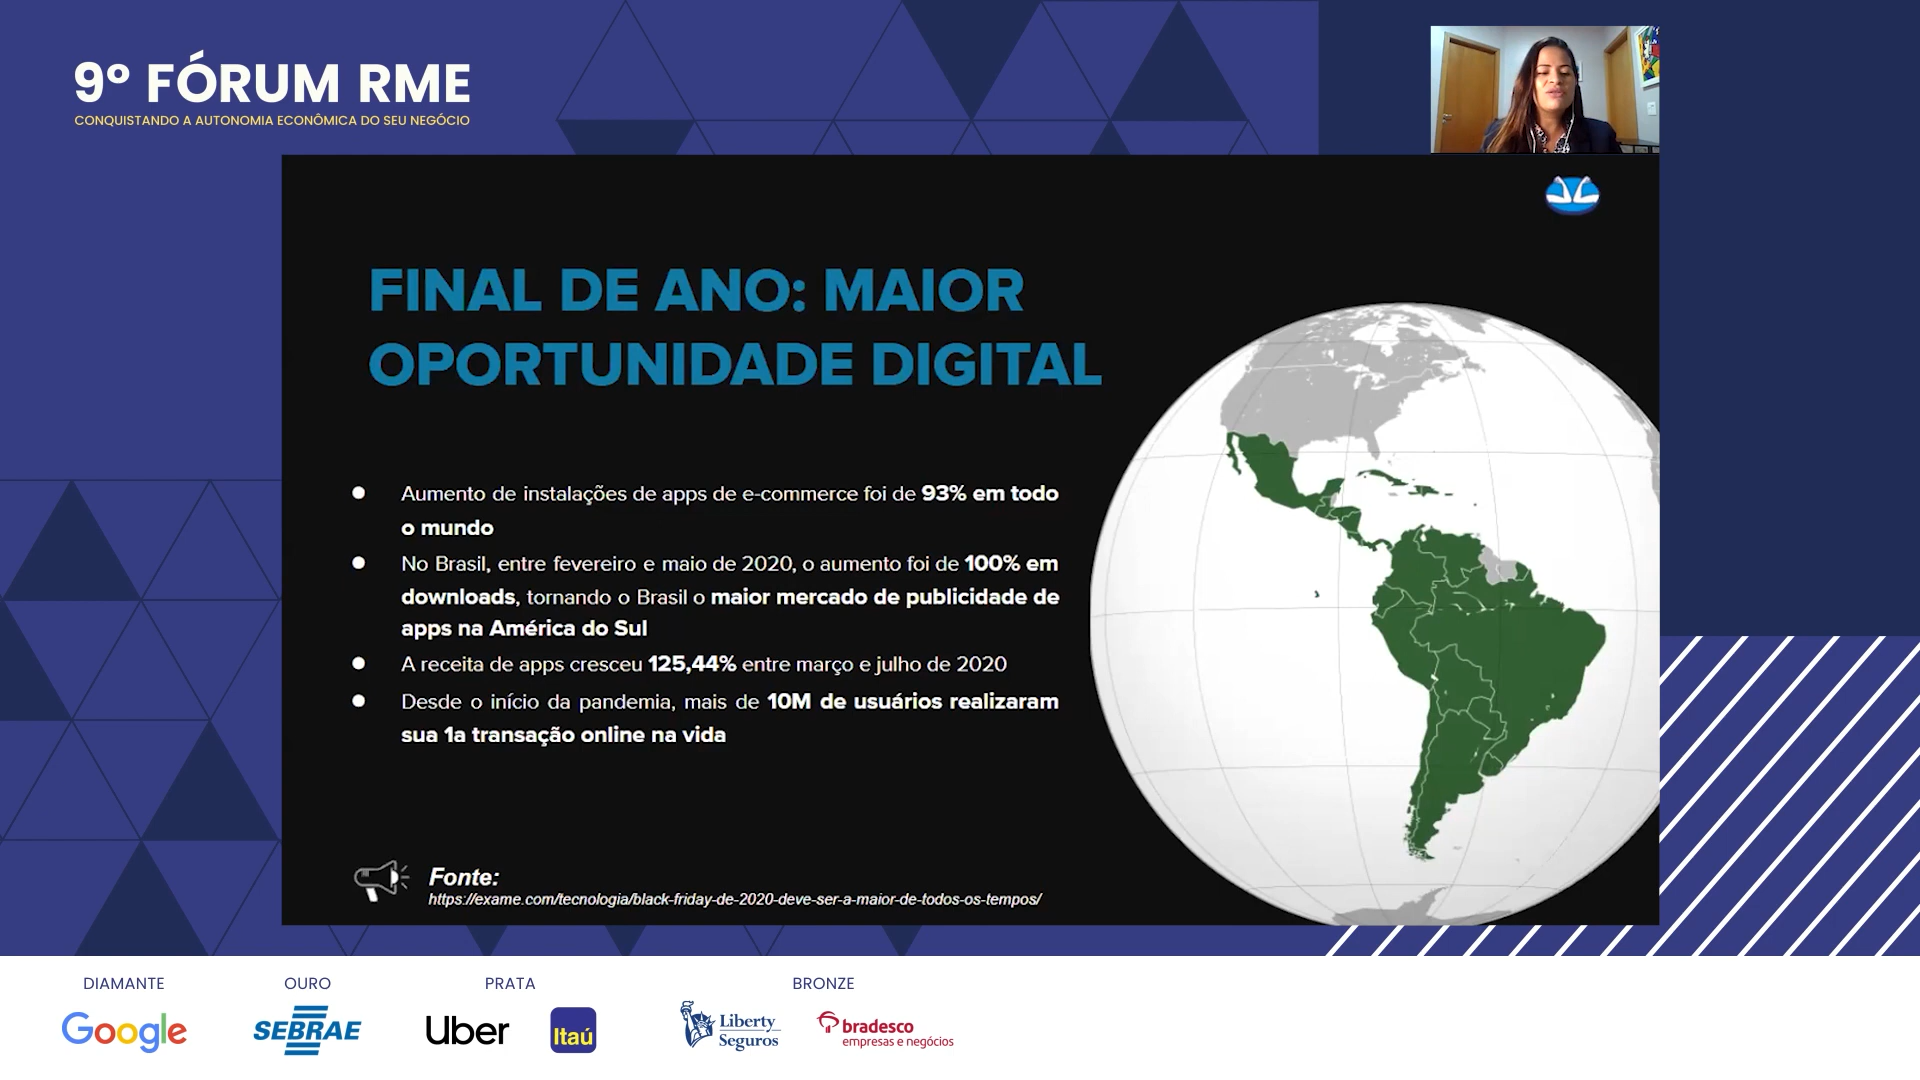 9º FÓRUM RME
CONQUISTANDO A AUTONOMIA ECONÔMICA DO SEU NEGÓCIO
FINAL DE ANO: MAIOR
OPORTUNIDADE DIGITAL
● Aumento de instalações de apps de e-commerce foi de 93% em todo
o mundo
● No Brasil, entre fevereiro e maio de 2020, o aumento foi de 100% em
downloads, tornando o Brasil o maior mercado de publicidade de
apps na América do Sul
● A receita de apps cresceu 125,44% entre março e julho de 2020
● Desde o início da pandemia, mais de 10M de usuários realizaram
sua 1a transação online na vida
Fonte:
https://exame.com/tecnologia/black-friday-de-2020-deve-ser-a-maior-de-todos-os-tempos/
DIAMANTE
Google
OURO
SEBRAE
PRATA
Uber
Itaú
BRONZE
Liberty
Seguros
bradesco
empresas e negócios